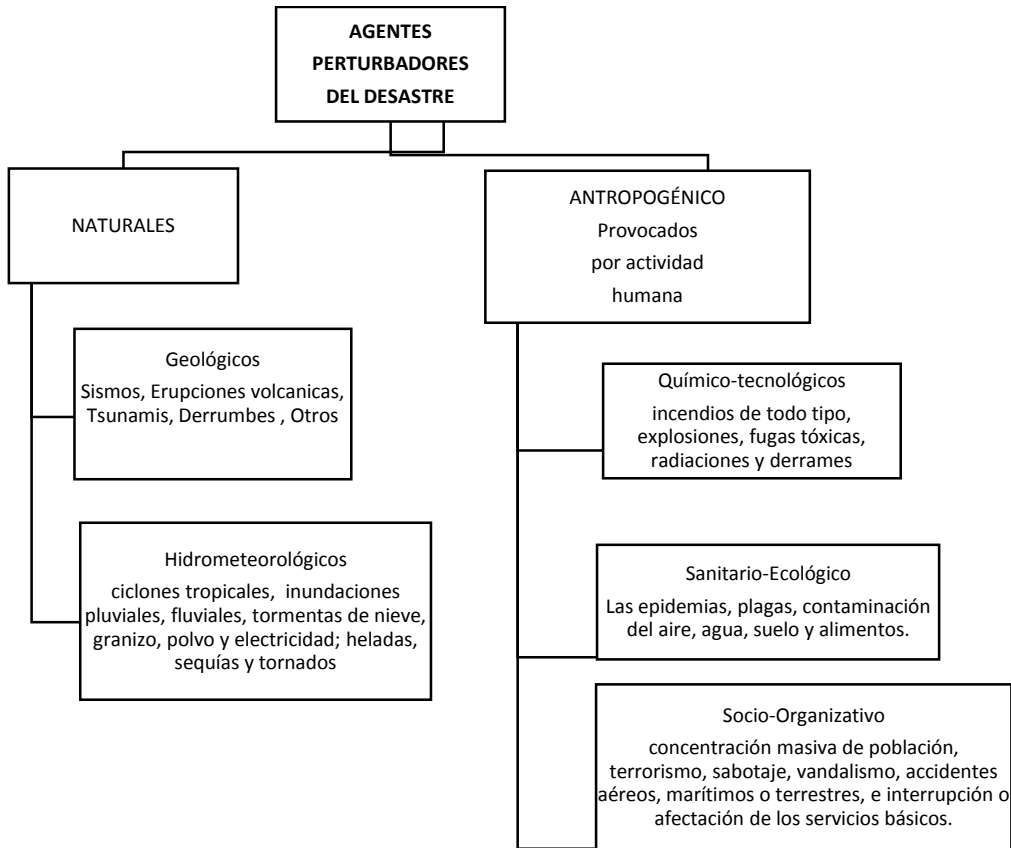 AGENTES
PERTURBADORES
DEL DESASTRE
NATURALES
ANTROPOGÉNICO
Provocados
por actividad
humana
Geológicos
Sismos, Erupciones volcanicas,
Tsunamis, Derrumbes , Otros
Químico-tecnológicos
incendios de todo tipo,
explosiones, fugas tóxicas,
radiaciones y derrames
Hidrometeorológicos
ciclones tropicales, inundaciones
pluviales, fluviales, tormentas de nieve,
granizo, polvo y electricidad; heladas,
sequías y tornados
Sanitario-Ecológico
Las epidemias, plagas, contaminación
del aire, agua, suelo y alimentos.
Socio-Organizativo
concentración masiva de población,
terrorismo, sabotaje, vandalismo, accidentes
aéreos, marítimos o terrestres, e interrupción o
afectación de los servicios básicos.